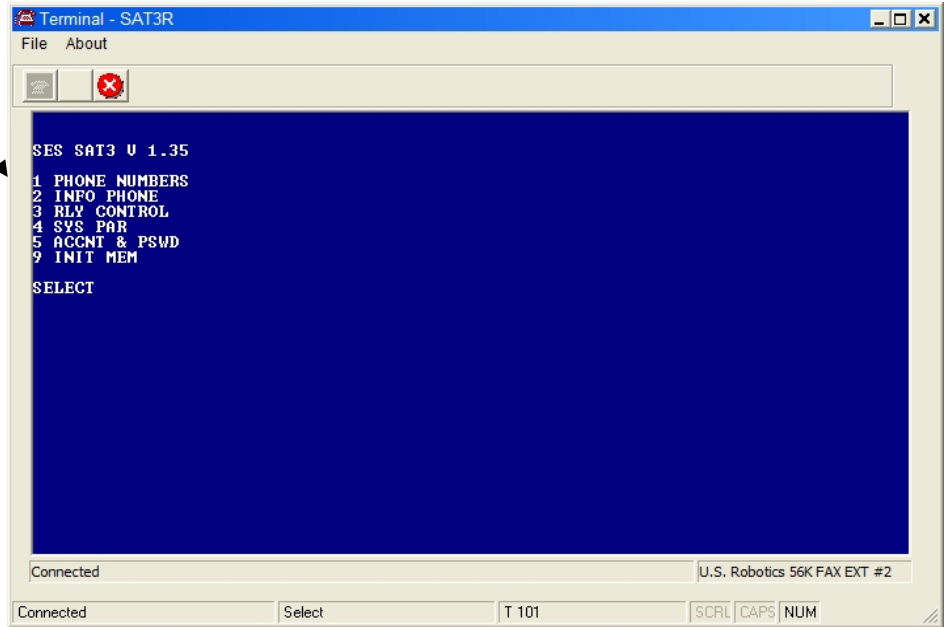 Terminal - SAT3R
File About
SES SAT3 V 1.35
1 PHONE NUMBERS
2 INFO PHONE
3 RLY CONTROL
4 SYS PAR
5 ACCNT & PSWD
9 INIT MEM
SELECT
Connected U.S. Robotics 56K FAX EXT #2
Connected Select T 101 SCRL CAPS NUM